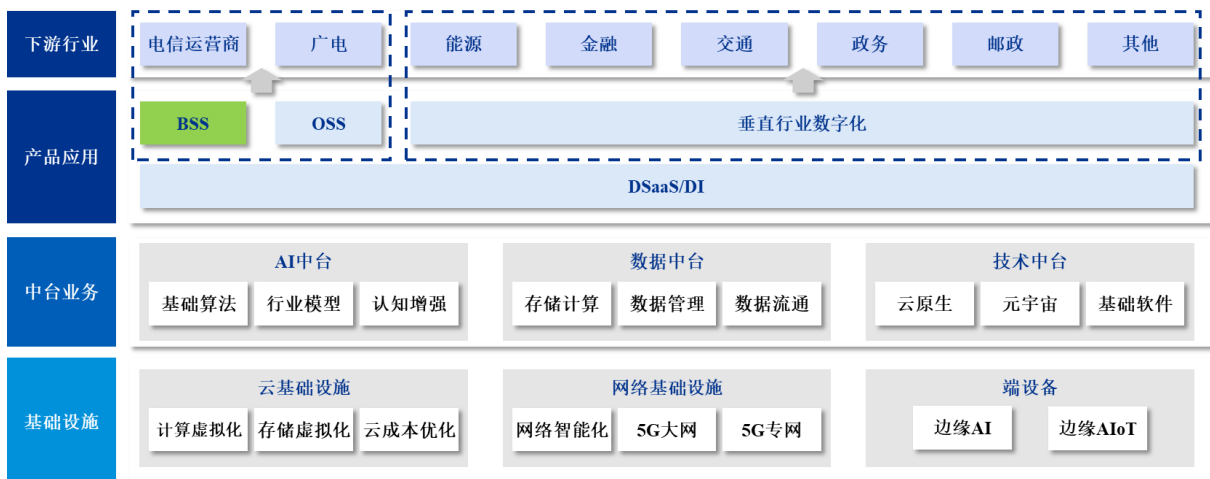 下游行业
电信运营商 广电 能源 金融 交通 政务 邮政 其他
产品应用
BSS OSS 垂直行业数字化
DSaaS/DI
中台业务
AI中台 数据中台 技术中台
基础算法 行业模型 认知增强 存储计算 数据管理 数据流通 云原生 元宇宙 基础软件
基础设施
云基础设施 网络基础设施 端设备
计算虚拟化 存储虚拟化 云成本优化 网络智能化 5G大网 5G专网 边缘AI 边缘AIoT